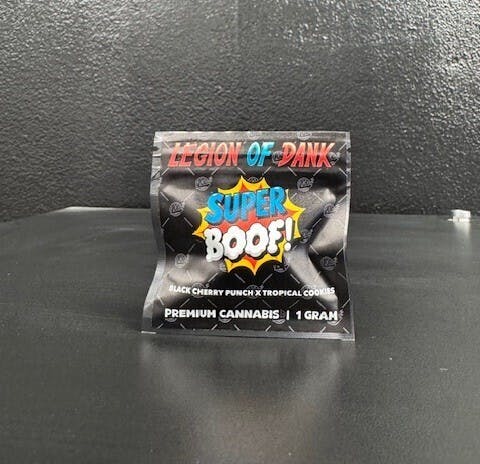 LEGION OF DANK
SUPER
BOOF!
BLACK CHERRY PUNCH X TROPICAL COOKIES
PREMIUM CANNABIS | 1 GRAM